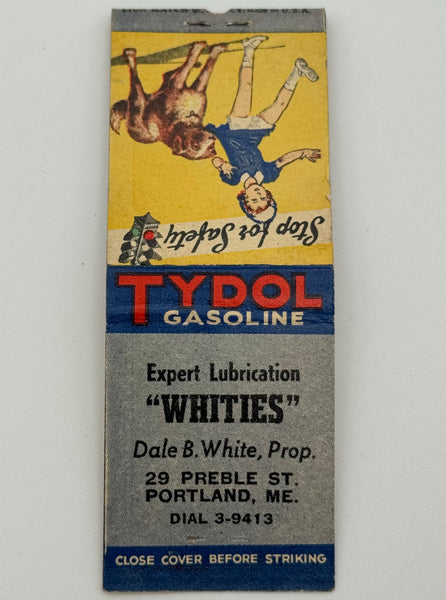 U.S.A.
Stop for Safety
TYDOL
GASOLINE
Expert Lubrication
"WHITIES"
Dale B. White, Prop.
29 PREBLE ST.
PORTLAND, ME.
DIAL 3-9413
CLOSE COVER BEFORE STRIKING